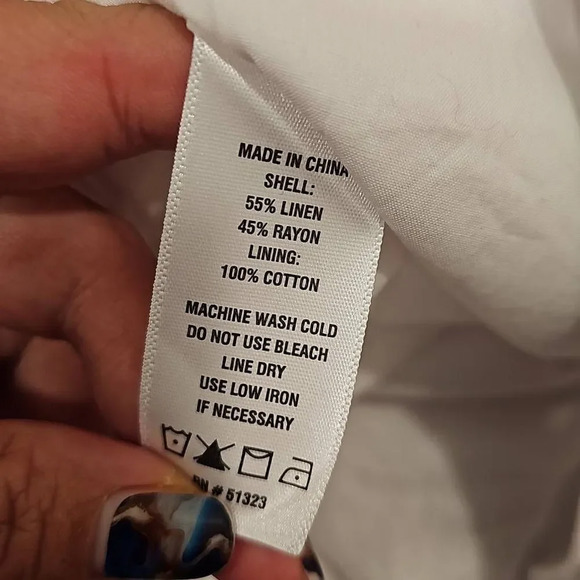 MADE IN CHINA
SHELL:
55% LINEN
45% RAYON
LINING:
100% COTTON
MACHINE WASH COLD
DO NOT USE BLEACH
LINE DRY
USE LOW IRON
IF NECESSARY
RN # 51323